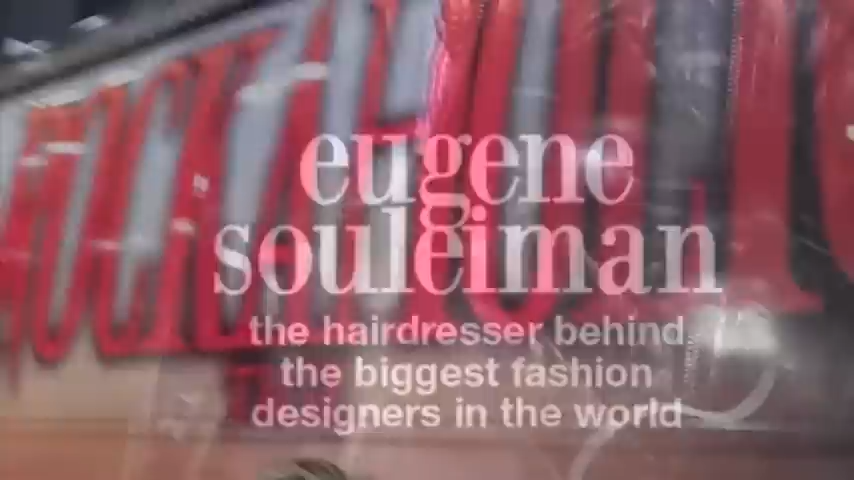 eugene
souleiman
the hairdresser behind
the biggest fashion
designers in the world